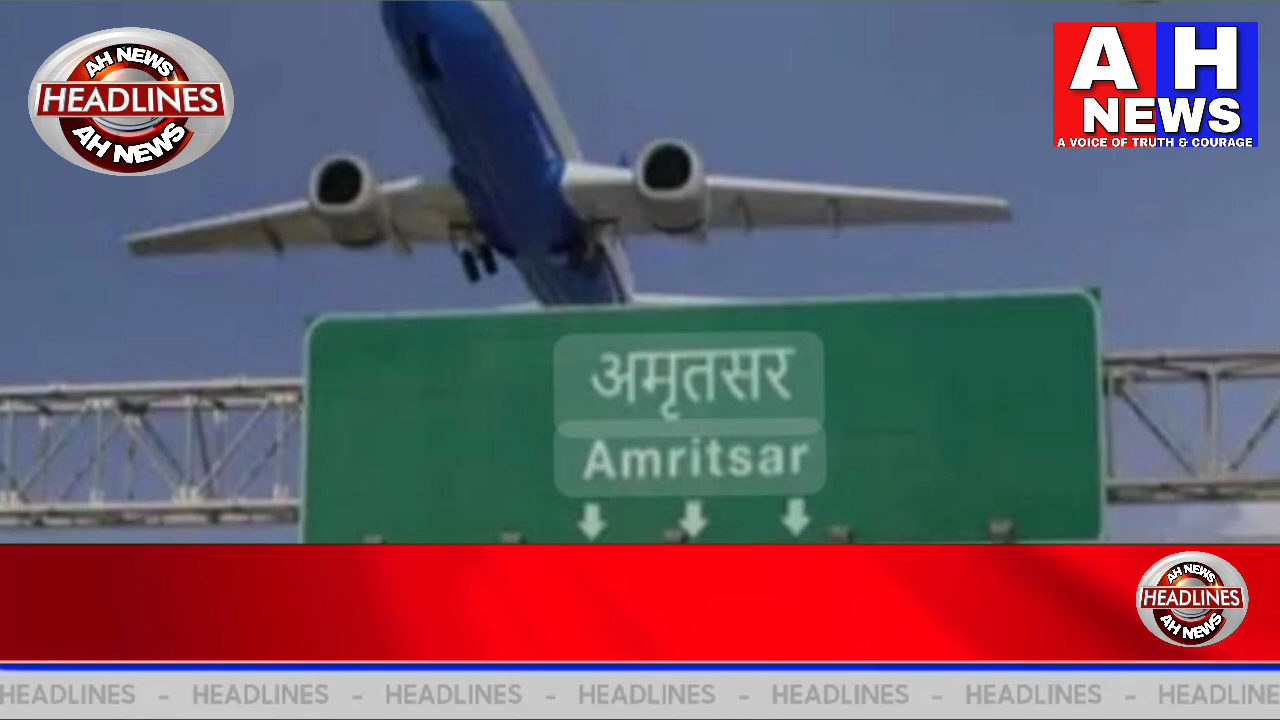 AH NEWS
HEADLINES
AH NEWS
A H
NEWS
A VOICE OF TRUTH & COURAGE
अमृतसर
Amritsar
AH NEWS
HEADLINES
AH NEWS
HEADLINES - HEADLINES - HEADLINES - HEADLINES - HEADLINES - HEADLINES - HEADLINE